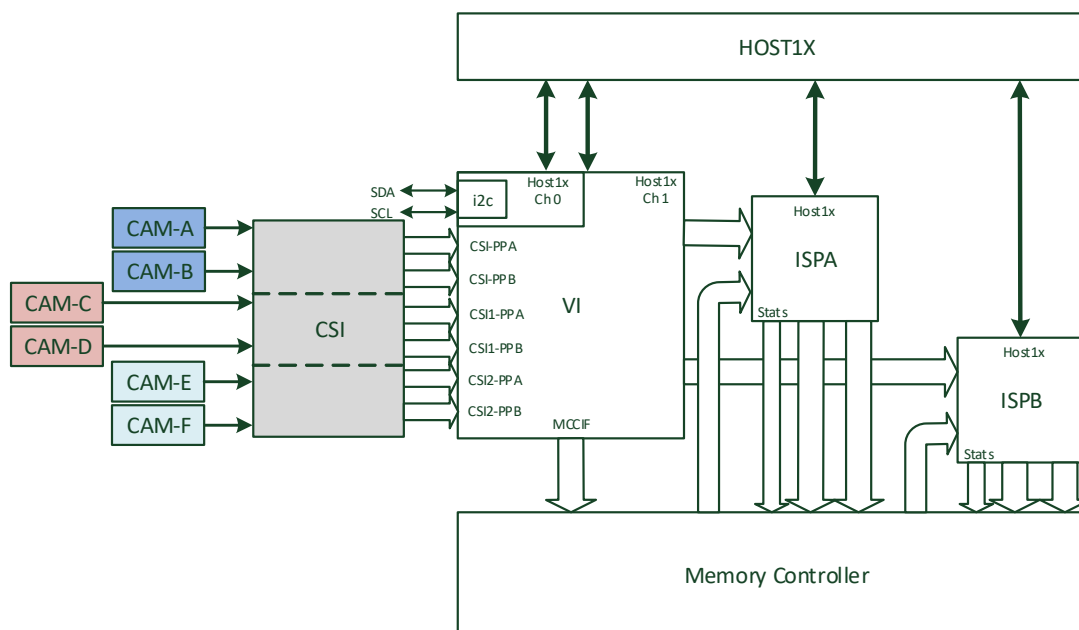 HOST1X
SDA
SCL
i2c
Host1x
Ch 0
Host1x
Ch 1
CAM-A
CAM-B
CAM-C
CAM-D
CAM-E
CAM-F
CSI
CSI-PPA
CSI-PPB
CSI1-PPA
CSI1-PPB
CSI2-PPA
CSI2-PPB
VI
MCCIF
Host1x
ISPA
Stats
Host1x
ISPB
Stats
Memory Controller